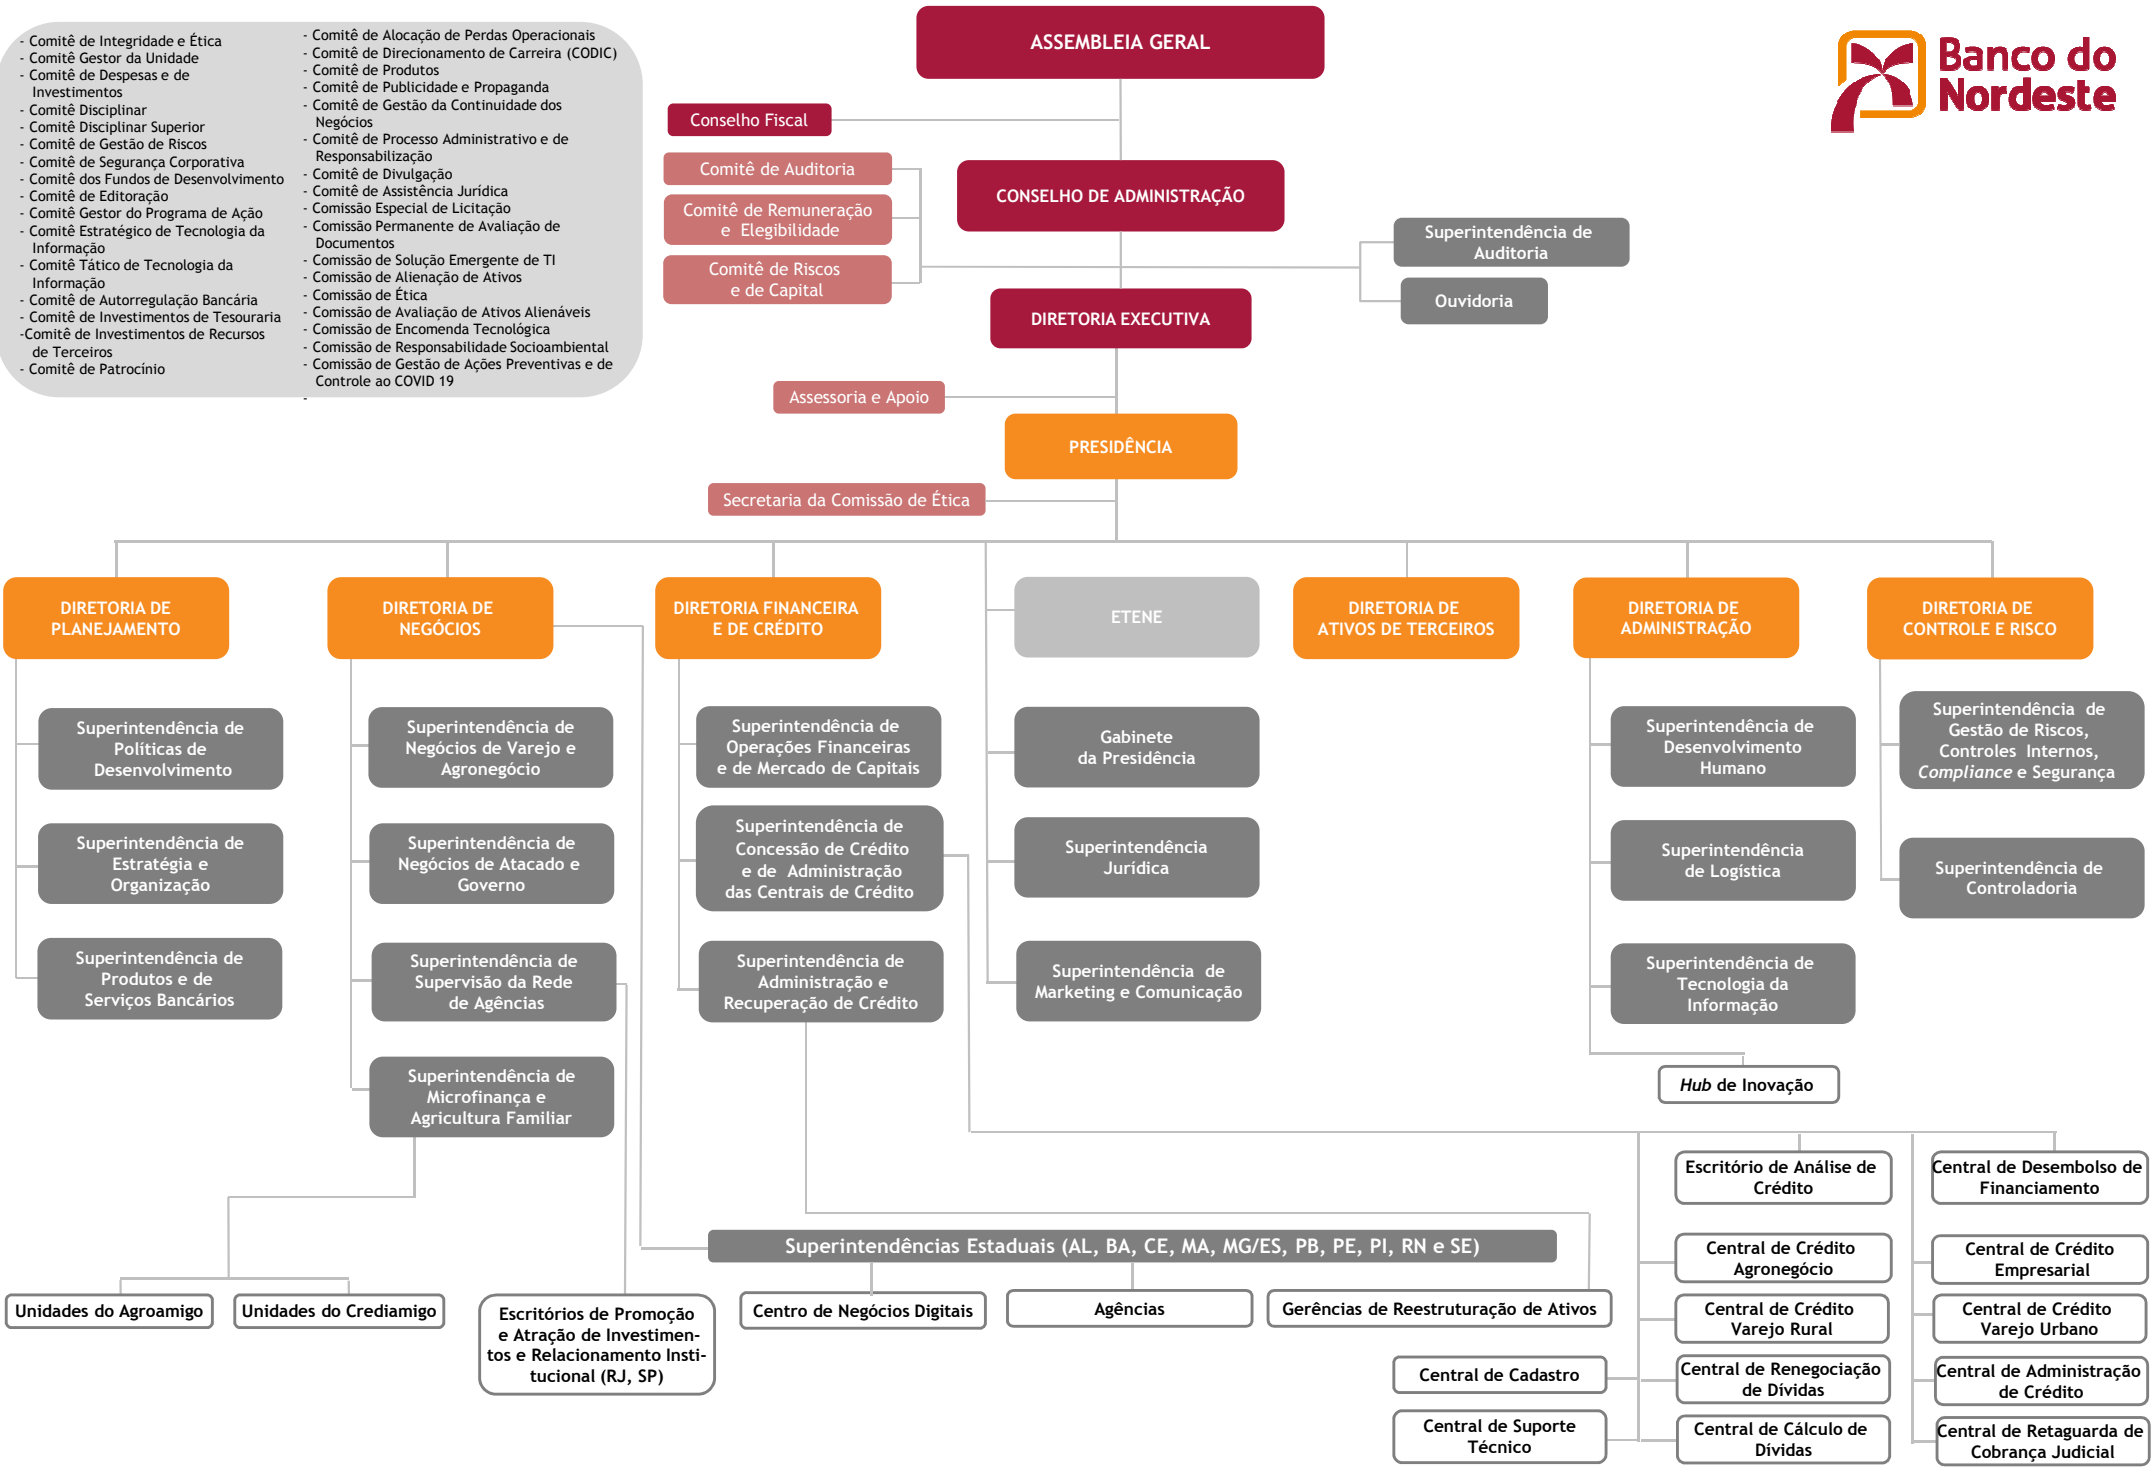 - Comitê de Integridade e Ética
- Comitê Gestor da Unidade
- Comitê de Despesas e de
Investimentos
- Comitê Disciplinar
- Comitê Disciplinar Superior
- Comitê de Gestão de Riscos
- Comitê de Segurança Corporativa
- Comitê dos Fundos de Desenvolvimento
- Comitê de Editoração
- Comitê Gestor do Programa de Ação
- Comitê Estratégico de Tecnologia da
Informação
- Comitê Tático de Tecnologia da
Informação
- Comitê de Autorregulação Bancária
- Comitê de Investimentos de Tesouraria
-Comitê de Investimentos de Recursos
de Terceiros
- Comitê de Patrocínio
- Comitê de Alocação de Perdas Operacionais
- Comitê de Direcionamento de Carreira (CODIC)
- Comitê de Produtos
- Comitê de Publicidade e Propaganda
- Comitê de Gestão da Continuidade dos
Negócios
- Comitê de Processo Administrativo e de
Responsabilização
- Comitê de Divulgação
- Comitê de Assistência Jurídica
- Comissão Especial de Licitação
- Comissão Permanente de Avaliação de
Documentos
- Comissão de Solução Emergente de TI
- Comissão de Alienação de Ativos
- Comissão de Ética
- Comissão de Avaliação de Ativos Alienáveis
- Comissão de Encomenda Tecnológica
- Comissão de Responsabilidade Socioambiental
- Comissão de Gestão de Ações Preventivas e de
Controle ao COVID 19
-
ASSEMBLEIA GERAL
Banco do
Nordeste
Conselho Fiscal
Comitê de Auditoria
Comitê de Remuneração
e Elegibilidade
Comitê de Riscos
e de Capital
CONSELHO DE ADMINISTRAÇÃO
Superintendência de
Auditoria
Ouvidoria
DIRETORIA EXECUTIVA
Assessoria e Apoio
PRESIDÊNCIA
Secretaria da Comissão de Ética
DIRETORIA DE
PLANEJAMENTO
DIRETORIA DE
NEGÓCIOS
DIRETORIA FINANCEIRA
E DE CRÉDITO
ETENE
DIRETORIA DE
ATIVOS DE TERCEIROS
DIRETORIA DE
ADMINISTRAÇÃO
DIRETORIA DE
CONTROLE E RISCO
Superintendência de
Políticas de
Desenvolvimento
Superintendência de
Negócios de Varejo e
Agronegócio
Superintendência de
Operações Financeiras
e de Mercado de Capitais
Gabinete
da Presidência
Superintendência de
Desenvolvimento
Humano
Superintendência de
Gestão de Riscos,
Controles Internos,
Compliance e Segurança
Superintendência de
Estratégia e
Organização
Superintendência de
Negócios de Atacado e
Governo
Superintendência de
Concessão de Crédito
e de Administração
das Centrais de Crédito
Superintendência
Jurídica
Superintendência
de Logística
Superintendência de
Controladoria
Superintendência de
Produtos e de
Serviços Bancários
Superintendência de
Supervisão da Rede
de Agências
Superintendência de
Administração e
Recuperação de Crédito
Superintendência de
Marketing e Comunicação
Superintendência de
Tecnologia da
Informação
Superintendência de
Microfinança e
Agricultura Familiar
Hub de Inovação
Escritório de Análise de
Crédito
Central de Desembolso de
Financiamento
Superintendências Estaduais (AL, BA, CE, MA, MG/ES, PB, PE, PI, RN e SE)
Central de Crédito
Agronegócio
Central de Crédito
Empresarial
Unidades do Agroamigo
Unidades do Crediamigo
Escritórios de Promoção
e Atração de Investimen-
tos e Relacionamento Insti-
tucional (RJ, SP)
Centro de Negócios Digitais
Agências
Gerências de Reestruturação de Ativos
Central de Crédito
Varejo Rural
Central de Crédito
Varejo Urbano
Central de Cadastro
Central de Renegociação
de Dívidas
Central de Administração
de Crédito
Central de Suporte
Técnico
Central de Cálculo de
Dívidas
Central de Retaguarda de
Cobrança Judicial